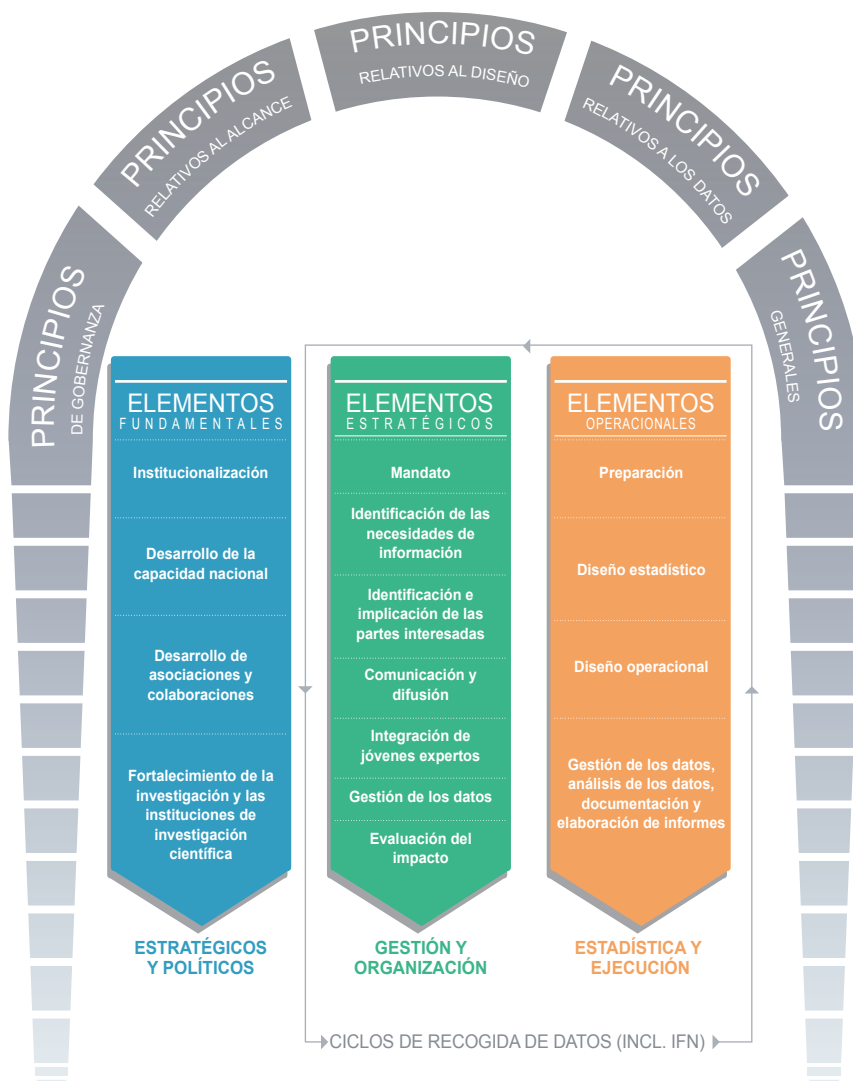 PRINCIPIOS
DE GOBERNANZA
PRINCIPIOS
RELATIVOS AL ALCANCE
PRINCIPIOS
RELATIVOS AL DISEÑO
PRINCIPIOS
RELATIVOS A LOS DATOS
PRINCIPIOS
GENERALES
ELEMENTOS
FUNDAMENTALES
Institucionalización
Desarrollo de la
capacidad nacional
Desarrollo de
asociaciones y
colaboraciones
Fortalecimiento de la
investigación y las
instituciones de
investigación
científica
ESTRATÉGICOS
Y POLÍTICOS
ELEMENTOS
ESTRATÉGICOS
Mandato
Identificación de las
necesidades de
información
Identificación e
implicación de las
partes interesadas
Comunicación y
difusión
Integración de
jóvenes expertos
Gestión de los datos
Evaluación del
impacto
GESTIÓN Y
ORGANIZACIÓN
ELEMENTOS
OPERACIONALES
Preparación
Diseño estadístico
Diseño operacional
Gestión de los datos,
análisis de los datos,
documentación y
elaboración de informes
ESTADÍSTICA Y
EJECUCIÓN
CICLOS DE RECOGIDA DE DATOS (INCL. IFN)